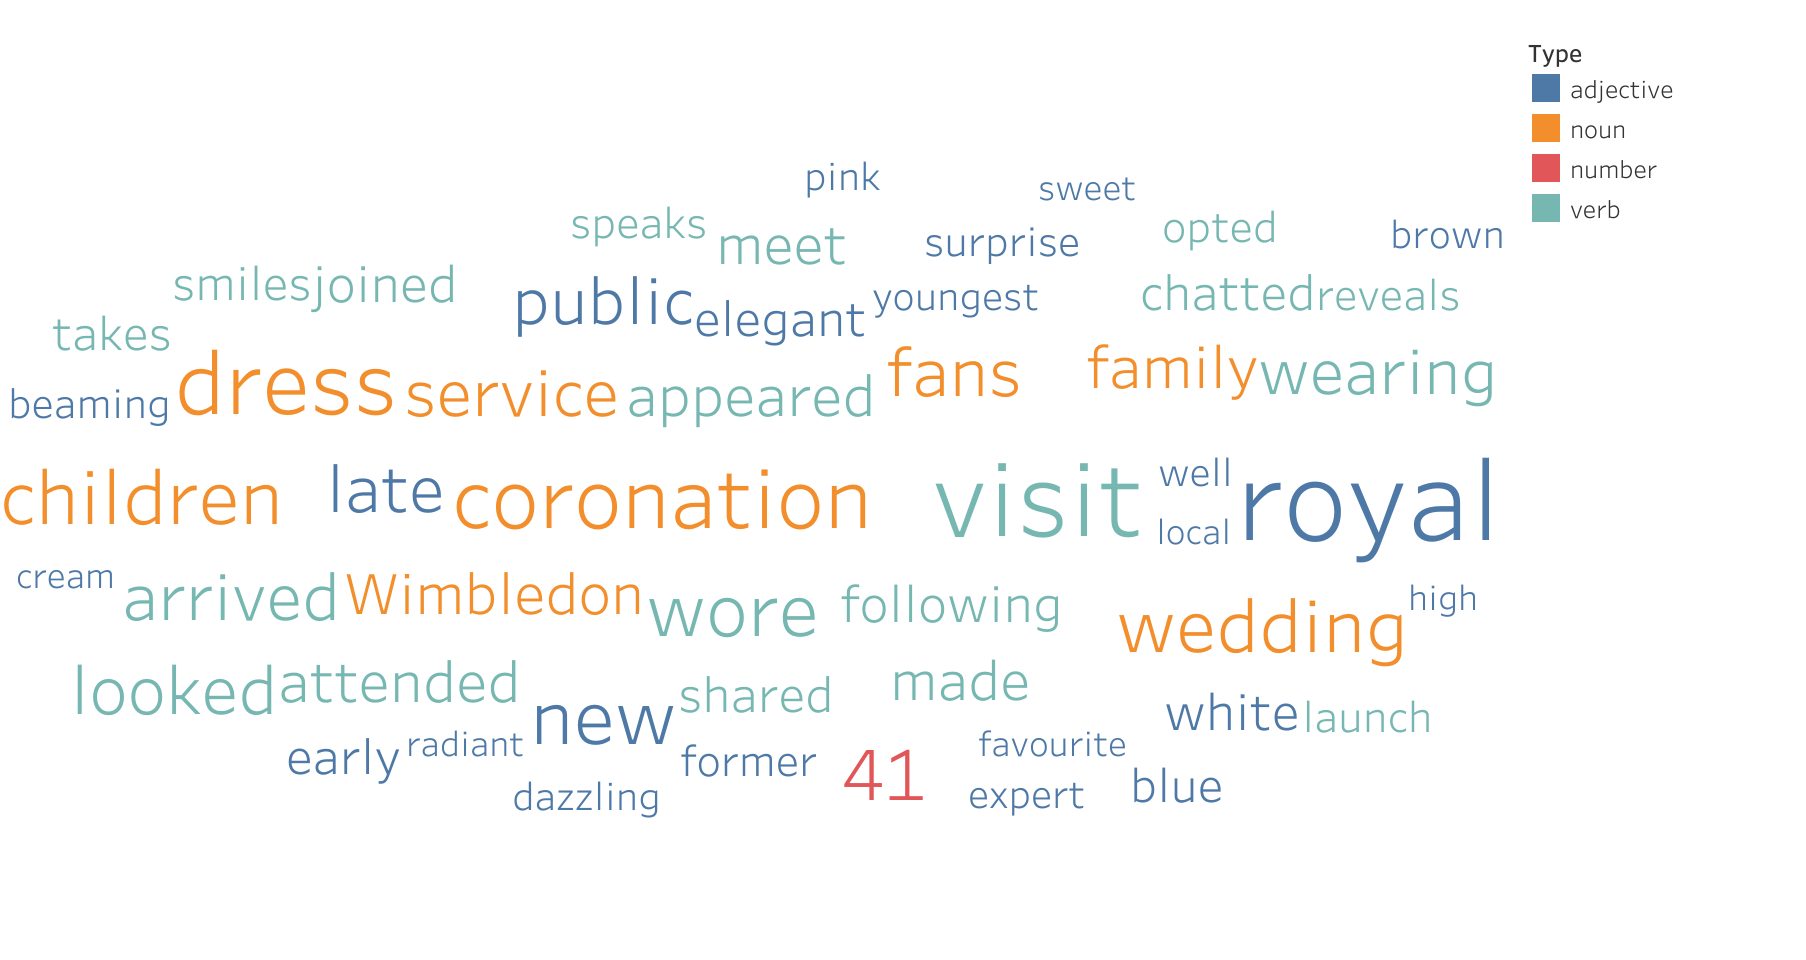 Type
adjective
noun
number
verb
pink
sweet
speaks meet surprise opted brown
smiles joined public elegant youngest chatted reveals
takes
beaming dress service appeared fans family wearing
children late coronation visit well royal
local
cream arrived Wimbledon wore following wedding high
looked attended new shared made white launch
early radiant former 41 favourite
dazzling expert blue